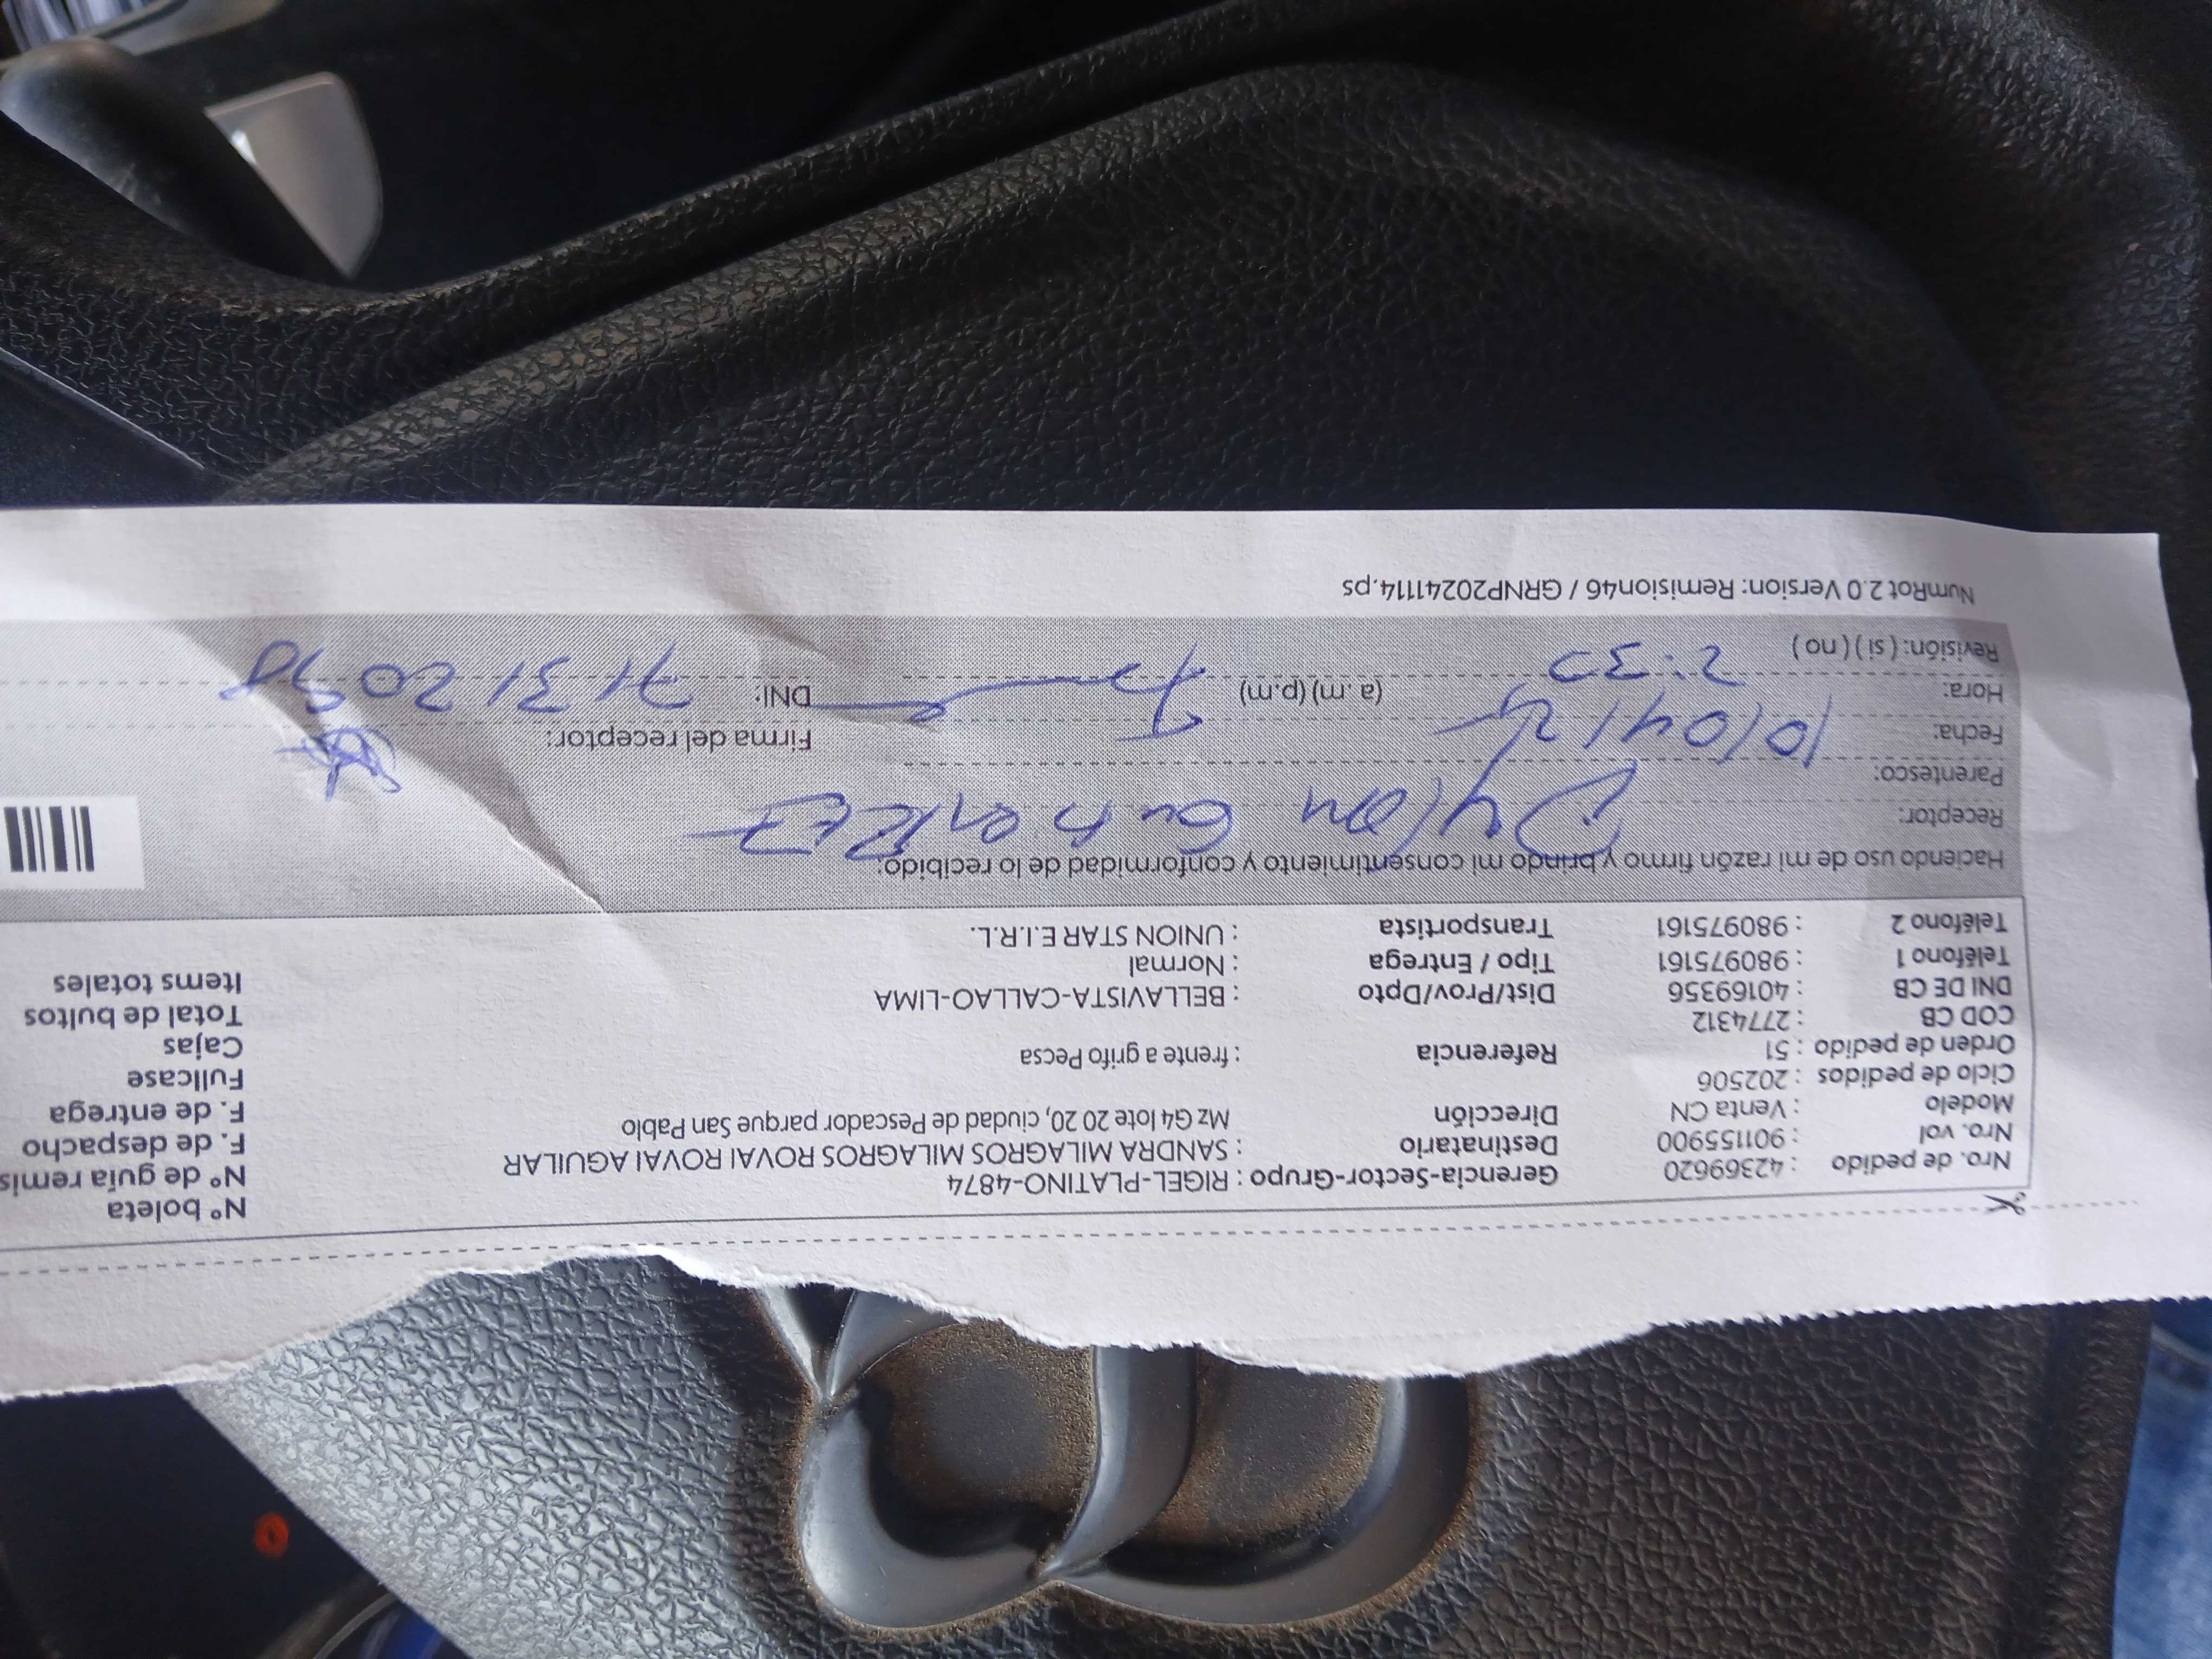 Nro. de pedido : 42369620 Gerencia-Sector-Grupo : RIGEL-PLATINO-4874 N° boleta
Nro. vol : 901155900 Destinatario : SANDRA MILAGROS MILAGROS ROVAI ROVAI AGUILAR N° de guía remis
Modelo : Venta CN Dirección Mz G4 lote 20 20, ciudad de Pescador parque San Pablo F. de despacho
Ciclo de pedidos : 202506 F. de entrega
Orden de pedido : 51 Referencia : frente a grifo Pecsa Fullcase
COD CB : 2774312 Cajas
DNI DE CB : 40169356 Dist/Prov/Dpto : BELLAVISTA-CALLAO-LIMA Total de bultos
Teléfono 1 : 980975161 Tipo / Entrega : Normal Items totales
Teléfono 2 : 980975161 Transportista : UNION STAR E.I.R.L.
Haciendo uso de mi razón firmo y brindo mi consentimiento y conformidad de lo recibido:
Receptor: Dylan
Parentesco:
Fecha: 10/04/25 Firma del receptor:
Hora: 2:30 (a. m) (p.m) DNI:
Revisión: ( si ) ( no )
NumRot 2.0 Version: Remision46 / GRNP20241114.ps